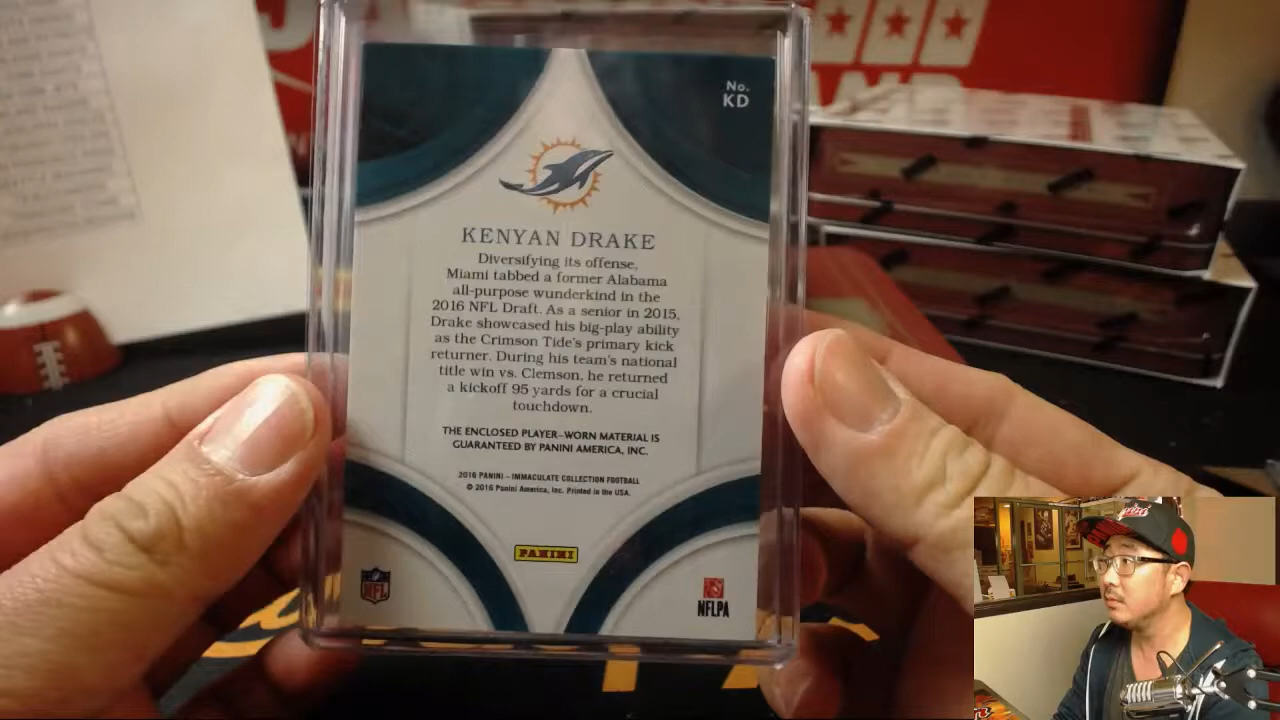 No.
KD
KENYAN DRAKE
Diversifying its offense,
Miami tabbed a former Alabama
all-purpose wunderkind in the
2016 NFL Draft. As a senior in 2015,
Drake showcased his big-play ability
as the Crimson Tide's primary kick
returner. During his team's national
title win vs. Clemson, he returned
a kickoff 95 yards for a crucial
touchdown.
THE ENCLOSED PLAYER-WORN MATERIAL IS
GUARANTEED BY PANINI AMERICA, INC.
2016 PANINI - IMMACULATE COLLECTION FOOTBALL
© 2016 Panini America, Inc. Printed in the USA.
PANINI
NFL
NFLPA